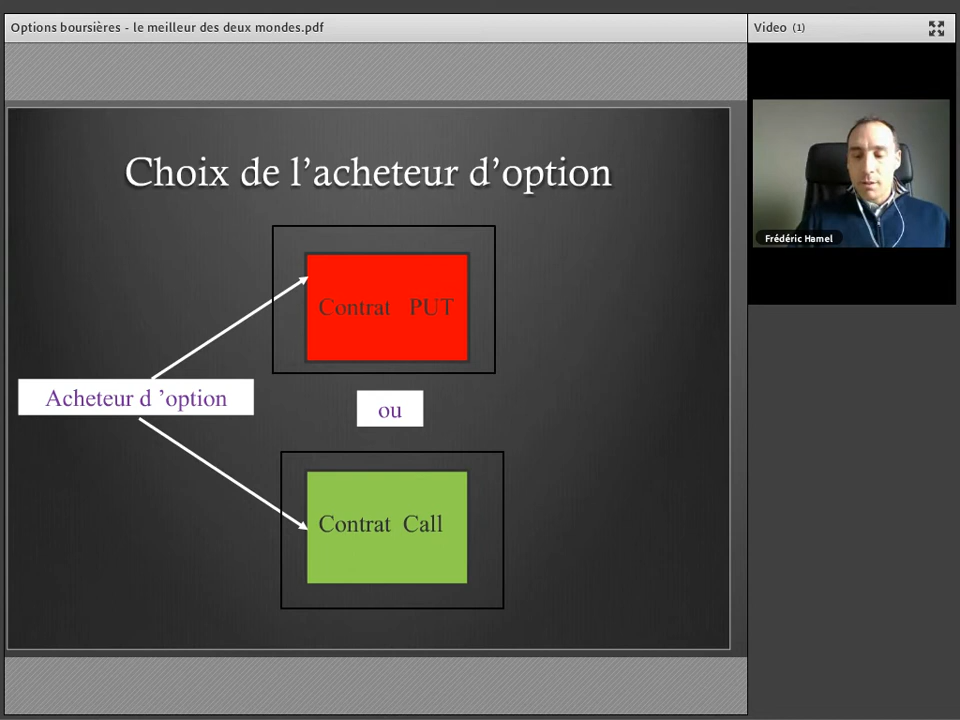 Options boursières - le meilleur des deux mondes.pdf
Video (1)
Choix de l’acheteur d’option
Contrat PUT
Acheteur d ’option
ou
Contrat Call
Frédéric Hamel